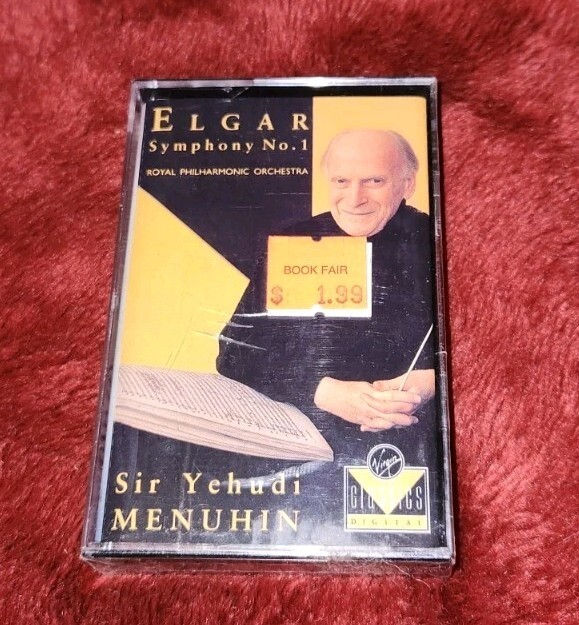 ELGAR
Symphony No. 1
ROYAL PHILHARMONIC ORCHESTRA
BOOK FAIR
$ 1.99
Sir Yehudi
MENUHIN
Virgin
classics
DIGITAL